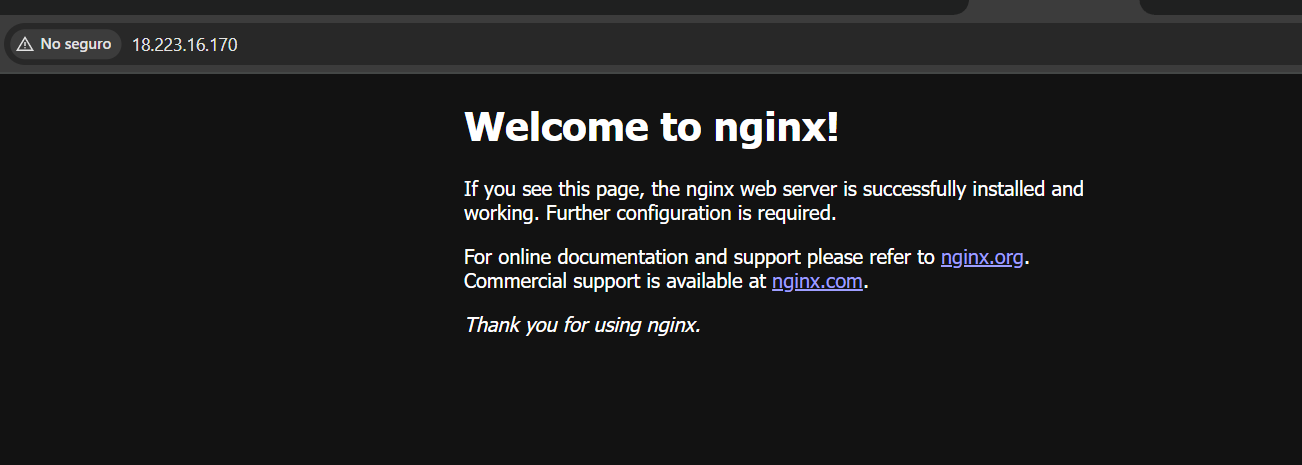 No seguro 18.223.16.170
Welcome to nginx!
If you see this page, the nginx web server is successfully installed and
working. Further configuration is required.
For online documentation and support please refer to nginx.org.
Commercial support is available at nginx.com.
Thank you for using nginx.